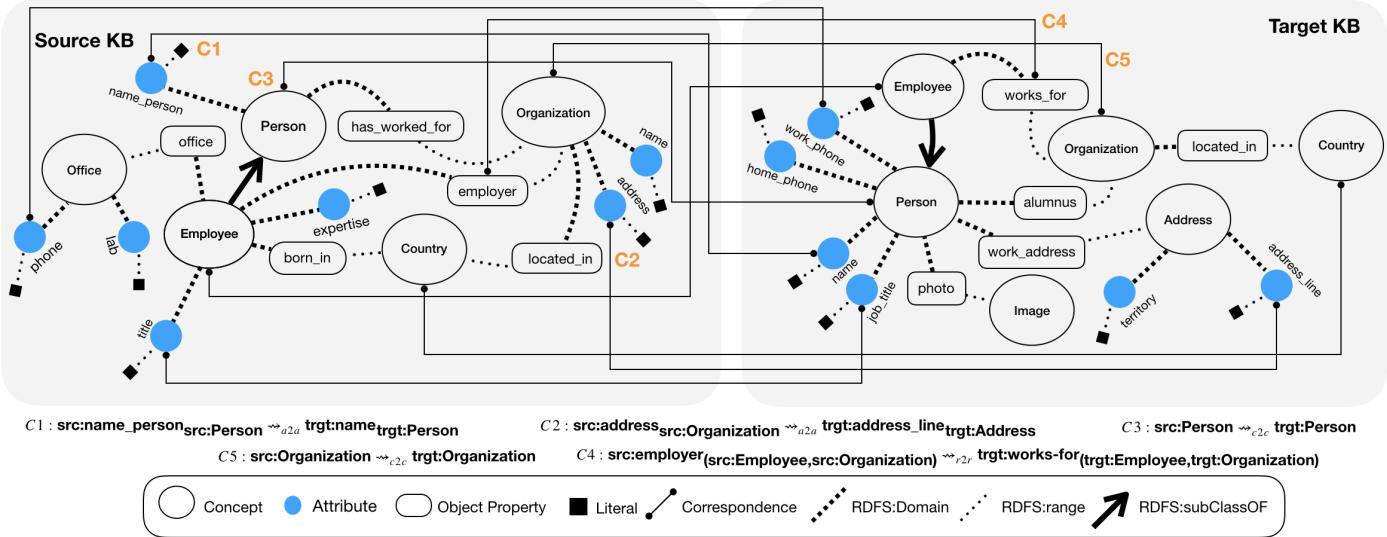 Source KB
Target KB
C1
C3
C4
C5
C2
name_person
Person
office
Office
has_worked_for
Organization
name
address
employer
phone
lab
Employee
expertise
born_in
Country
located_in
title
Employee
works_for
work_phone
home_phone
Organization
located_in
Country
Person
alumnus
Address
work_address
name
job_title
photo
Image
territory
address_line
C1 : src:name_person src:Person ⇝a2a trgt:name trgt:Person
C2 : src:address src:Organization ⇝a2a trgt:address_line trgt:Address
C3 : src:Person ⇝c2c trgt:Person
C5 : src:Organization ⇝c2c trgt:Organization
C4 : src:employer (src:Employee,src:Organization) ⇝r2r trgt:works-for (trgt:Employee,trgt:Organization)
Concept
Attribute
Object Property
Literal
Correspondence
RDFS:Domain
RDFS:range
RDFS:subClassOF